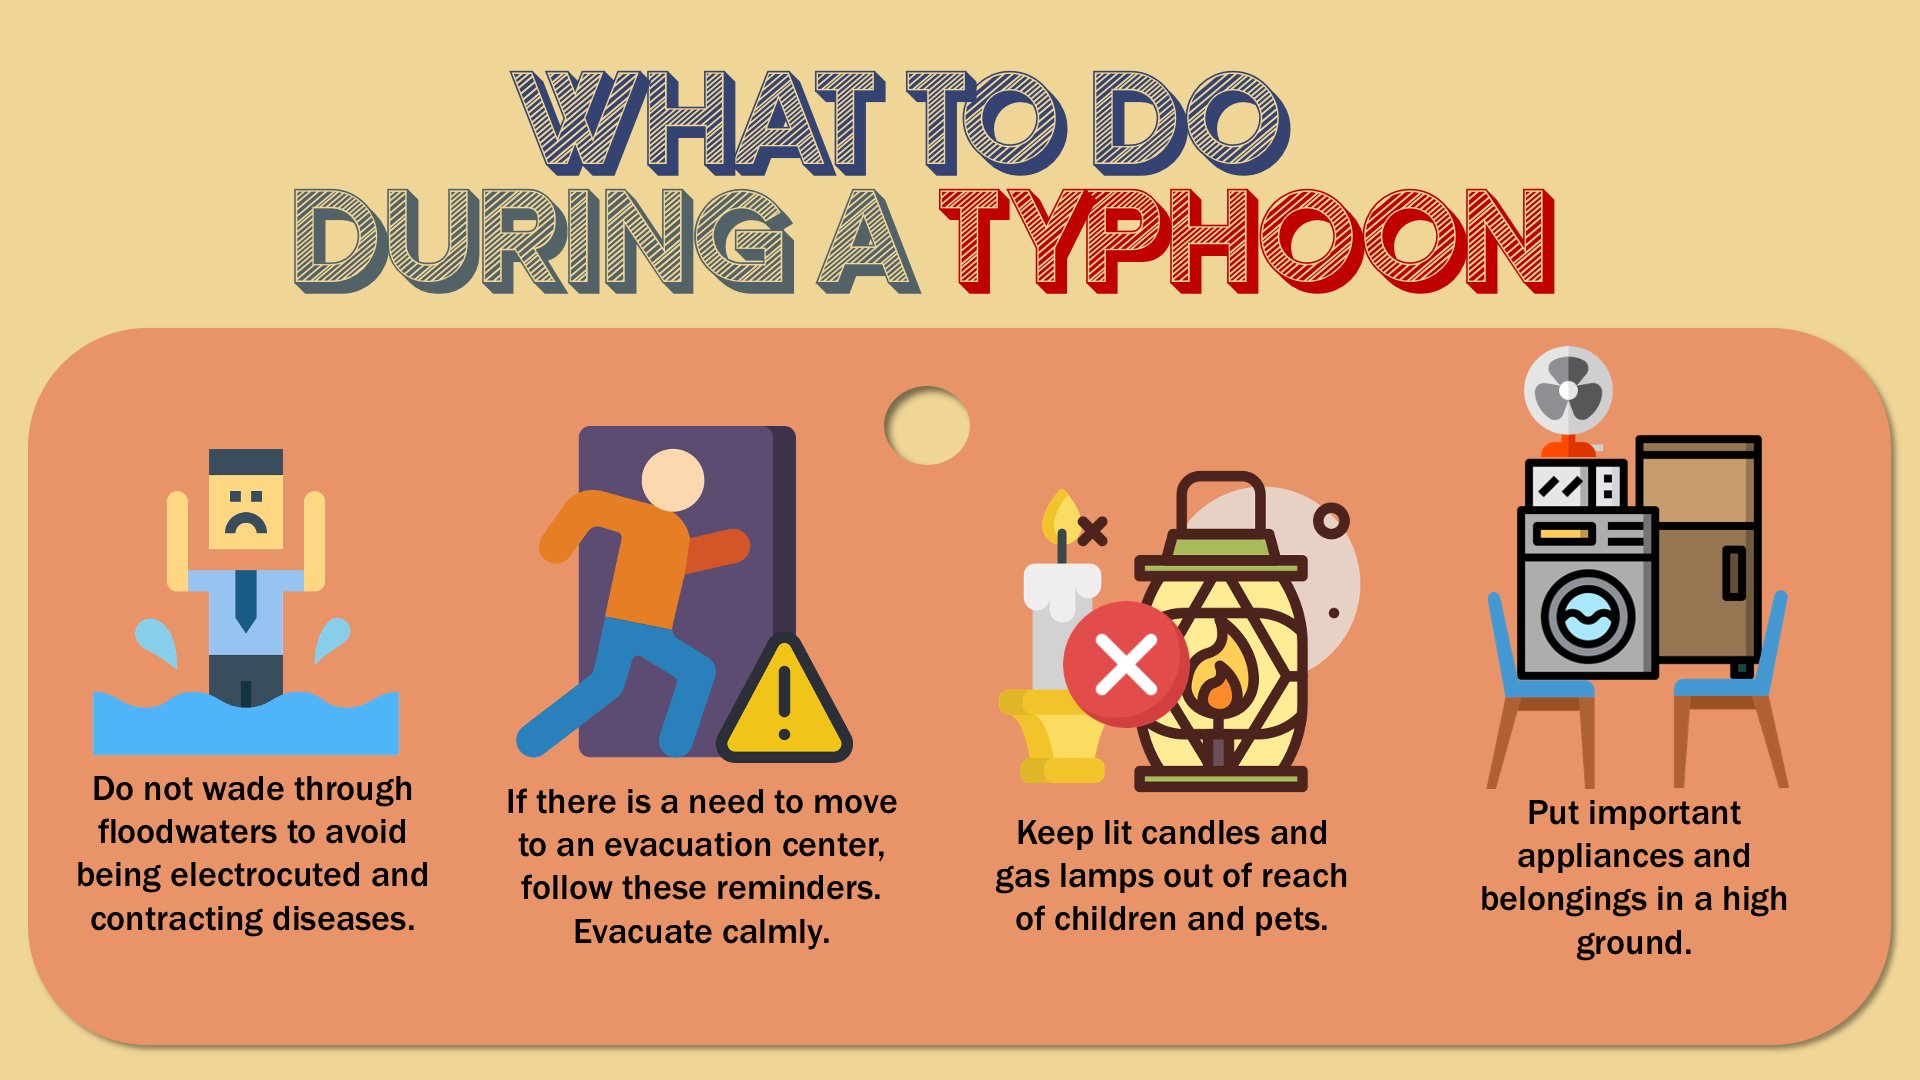 WHAT TO DO
DURING A TYPHOON
Do not wade through
floodwaters to avoid
being electrocuted and
contracting diseases.
If there is a need to move
to an evacuation center,
follow these reminders.
Evacuate calmly.
Keep lit candles and
gas lamps out of reach
of children and pets.
Put important
appliances and
belongings in a high
ground.